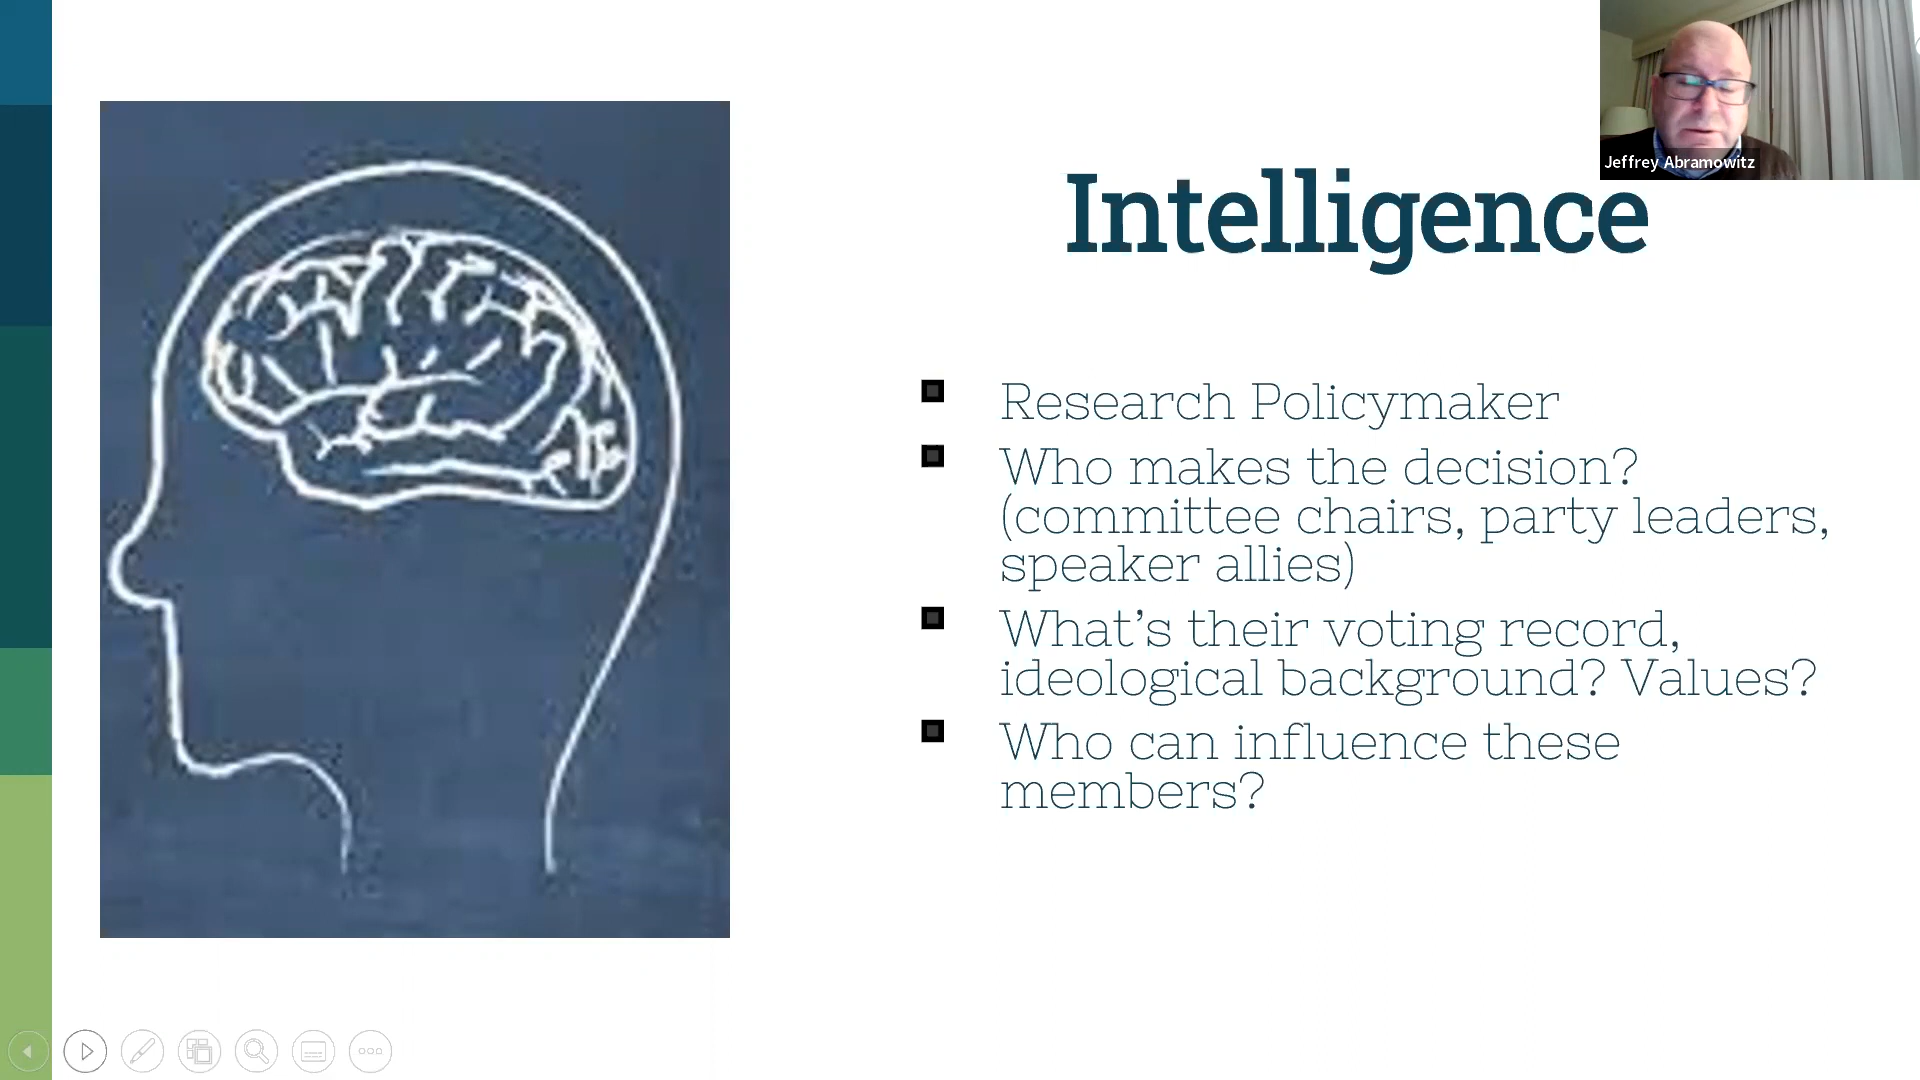 Jeffrey Abramowitz
Intelligence
Research Policymaker
Who makes the decision?
(committee chairs, party leaders,
speaker allies)
What’s their voting record,
ideological background? Values?
Who can influence these
members?